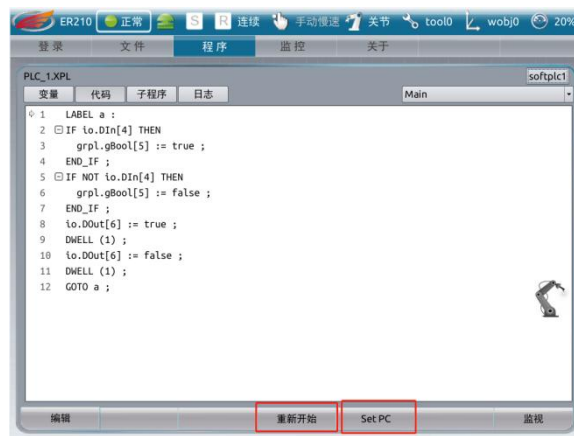 ER210 正常 S R 连续 手动慢速 关节 tool0 wobj0 20%
登录 文件 程序 监控 关于
PLC_1.XPL softplc1
变量 代码 子程序 日志 Main
1 LABEL a :
2 IF io.DIn[4] THEN
3 grpl.gBool[5] := true ;
4 END_IF ;
5 IF NOT io.DIn[4] THEN
6 grpl.gBool[5] := false ;
7 END_IF ;
8 io.DOut[6] := true ;
9 DWELL (1) ;
10 io.DOut[6] := false ;
11 DWELL (1) ;
12 GOTO a ;
编辑 重新开始 Set PC 监视